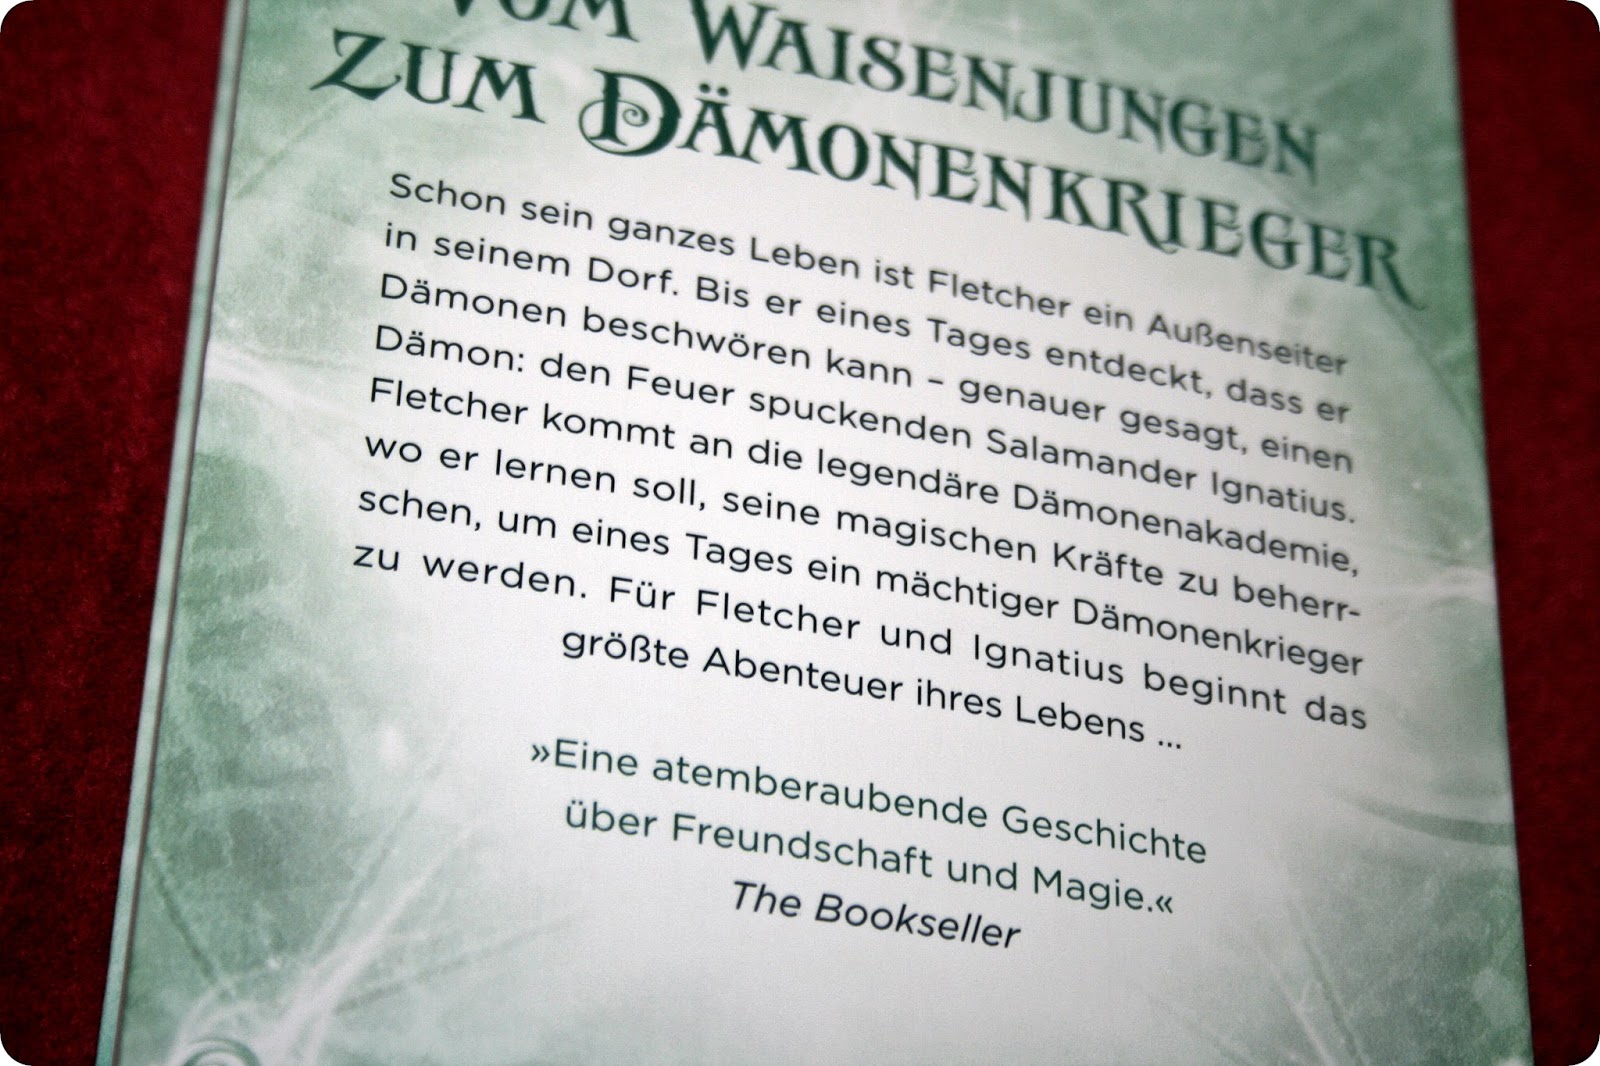 VOM WAISENJUNGEN
ZUM DÄMONENKRIEGER
Schon sein ganzes Leben ist Fletcher ein Außenseiter
in seinem Dorf. Bis er eines Tages entdeckt, dass er
Dämonen beschwören kann – genauer gesagt, einen
Dämon: den Feuer spuckenden Salamander Ignatius.
Fletcher kommt an die legendäre Dämonenakademie,
wo er lernen soll, seine magischen Kräfte zu beherr-
schen, um eines Tages ein mächtiger Dämonenkrieger
zu werden. Für Fletcher und Ignatius beginnt das
größte Abenteuer ihres Lebens ...
»Eine atemberaubende Geschichte
über Freundschaft und Magie.«
The Bookseller